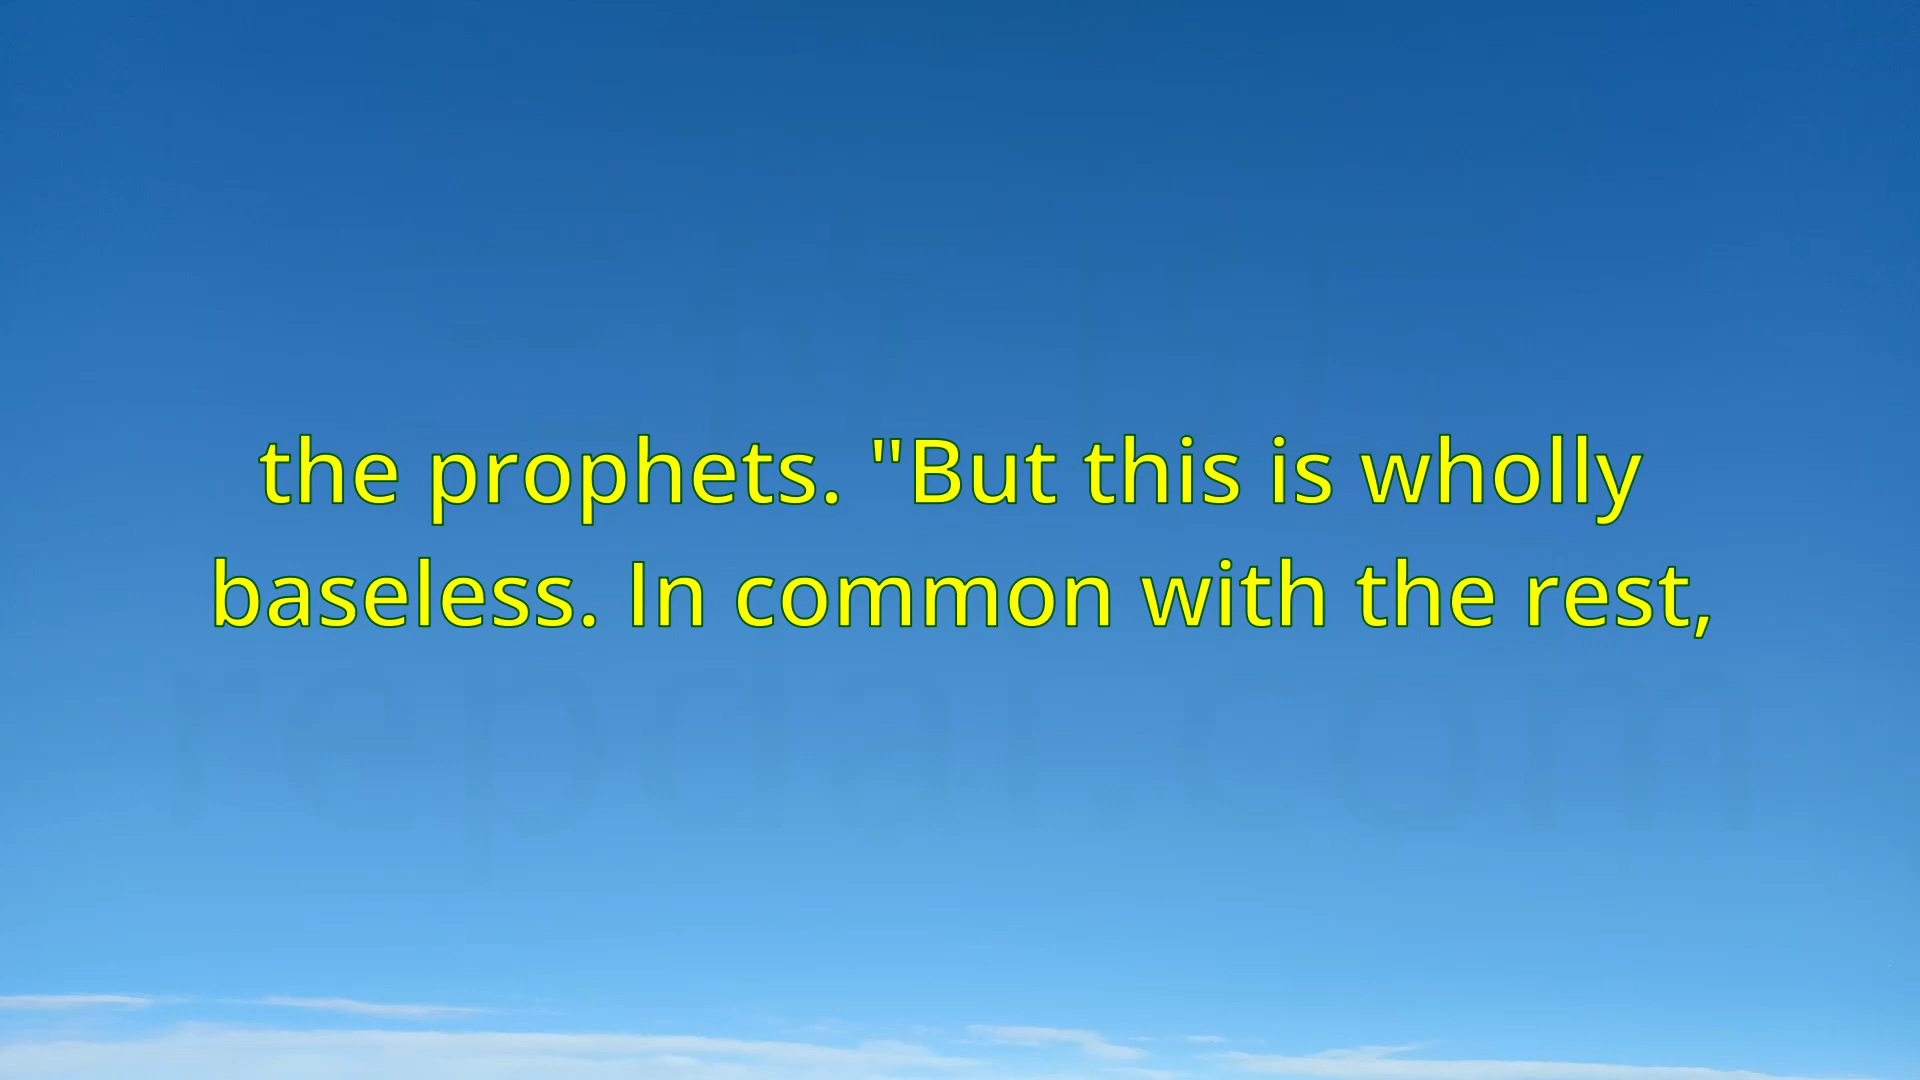 the prophets. "But this is wholly
baseless. In common with the rest,